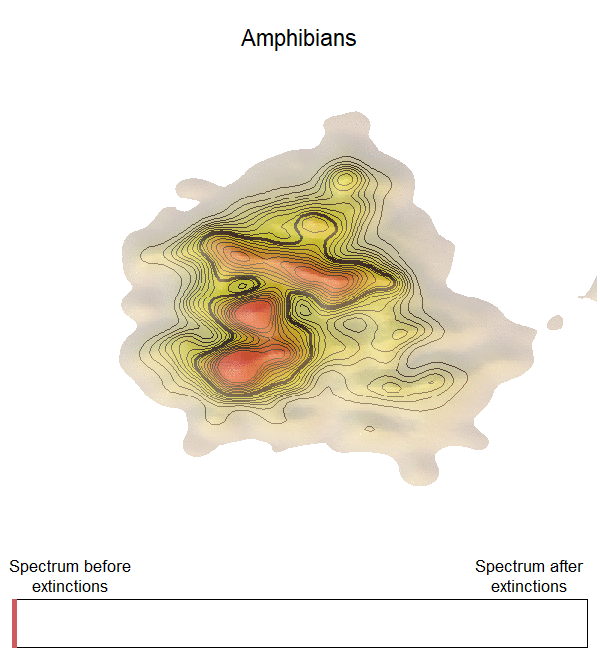 Amphibians
Spectrum before
extinctions
Spectrum after
extinctions